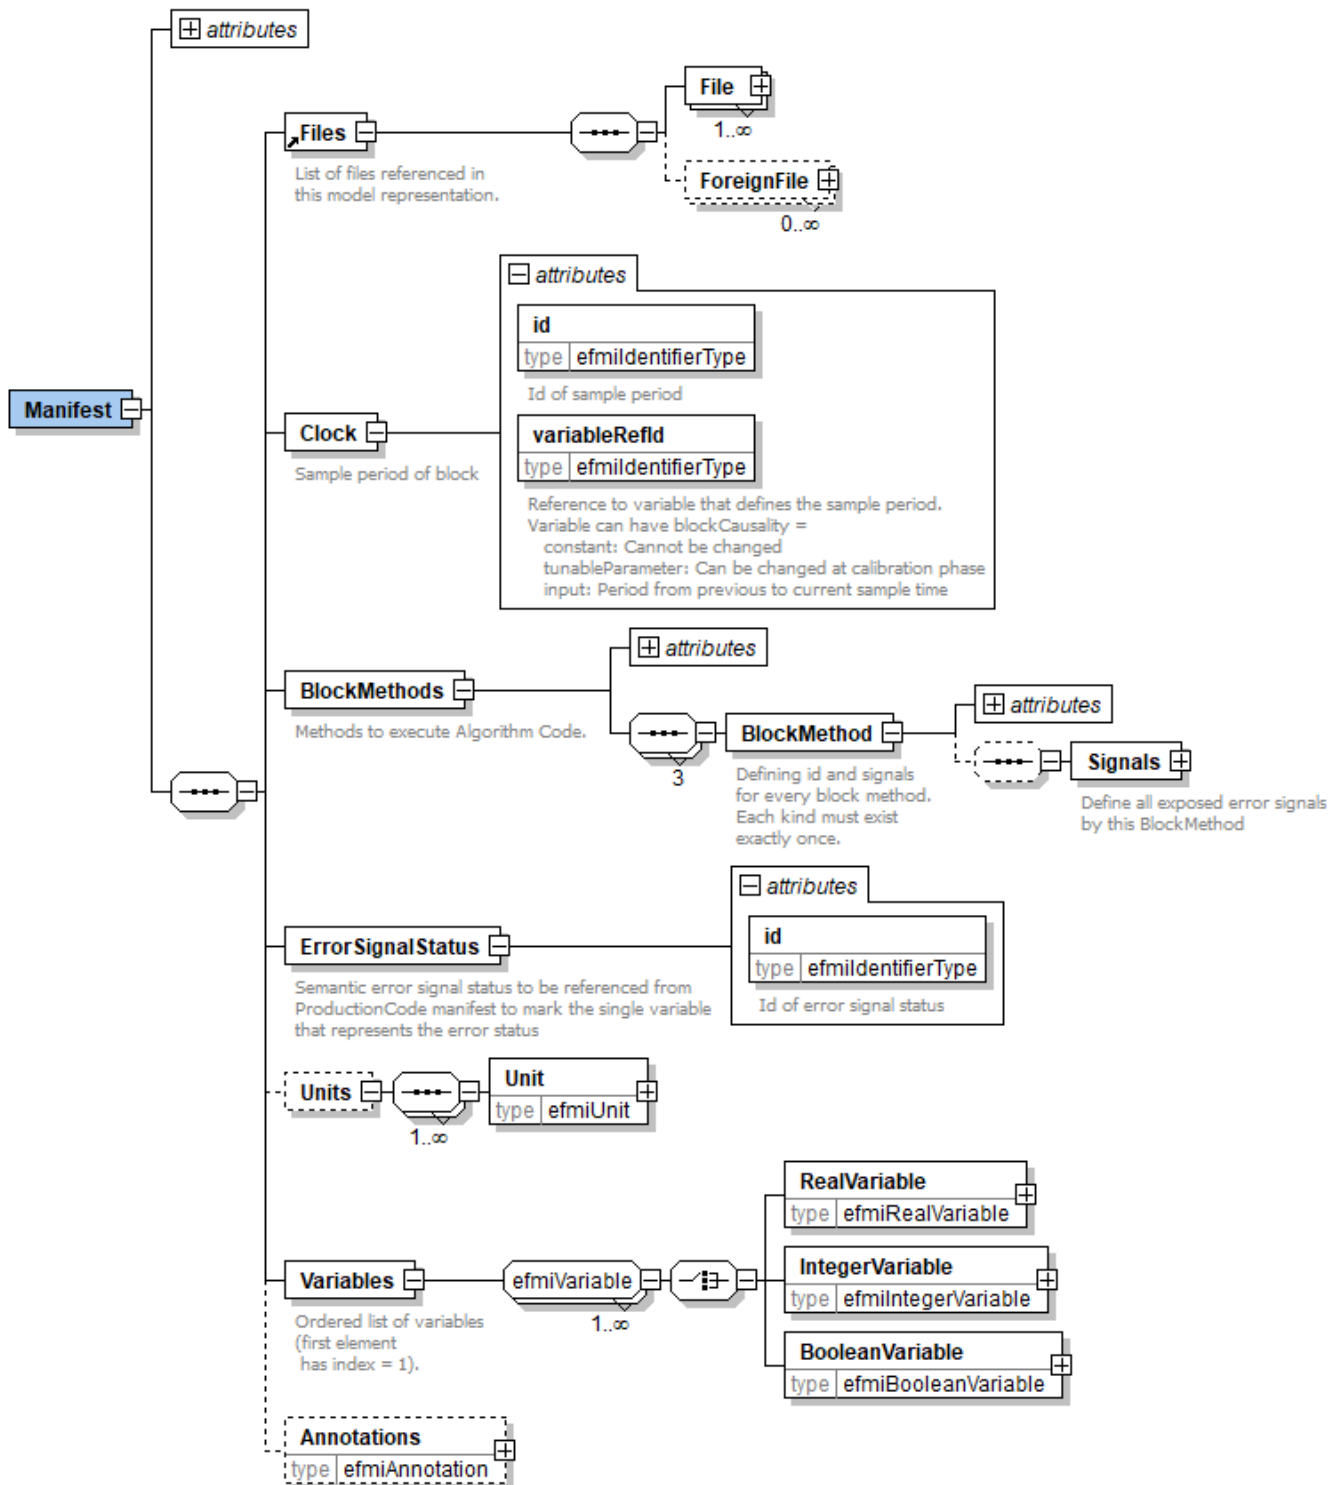 attributes
File
1..∞
Files
List of files referenced in
this model representation.
ForeignFile
0..∞
attributes
id
type efmiIdentifierType
Id of sample period
Manifest
Clock
Sample period of block
variableRefId
type efmiIdentifierType
Reference to variable that defines the sample period.
Variable can have blockCausality =
constant: Cannot be changed
tunableParameter: Can be changed at calibration phase
input: Period from previous to current sample time
attributes
BlockMethods
Methods to execute Algorithm Code.
3
BlockMethod
Defining id and signals
for every block method.
Each kind must exist
exactly once.
attributes
Signals
Define all exposed error signals
by this BlockMethod
attributes
id
type efmiIdentifierType
Id of error signal status
ErrorSignalStatus
Semantic error signal status to be referenced from
ProductionCode manifest to mark the single variable
that represents the error status
Units
1..∞
Unit
type efmiUnit
RealVariable
type efmiRealVariable
Variables
Ordered list of variables
(first element
has index = 1).
efmiVariable
1..∞
IntegerVariable
type efmiIntegerVariable
BooleanVariable
type efmiBooleanVariable
Annotations
type efmiAnnotation